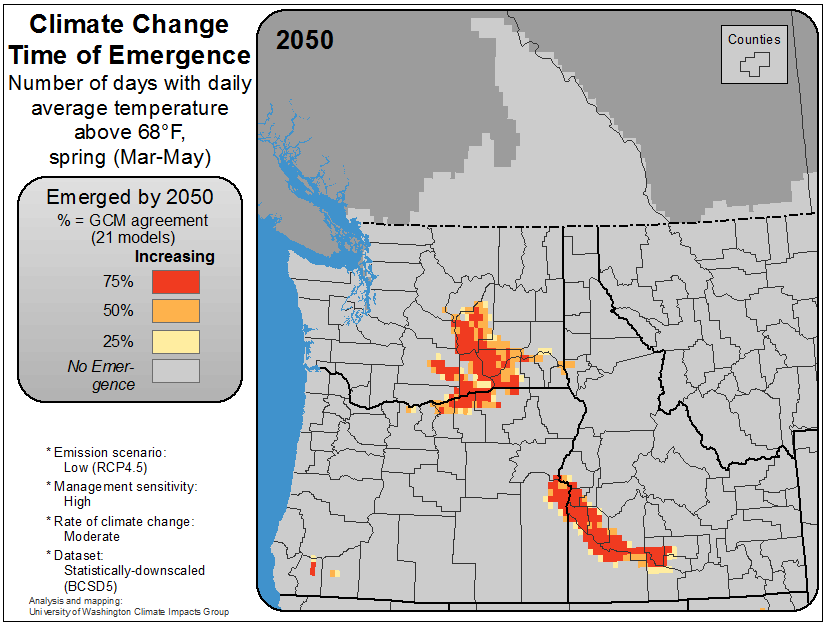 Climate Change
Time of Emergence
Number of days with daily
average temperature
above 68°F,
spring (Mar-May)
Emerged by 2050
% = GCM agreement
(21 models)
Increasing
75%
50%
25%
No Emer-
gence
* Emission scenario:
Low (RCP4.5)
* Management sensitivity:
High
* Rate of climate change:
Moderate
* Dataset:
Statistically-downscaled
(BCSD5)
Analysis and mapping:
University of Washington Climate Impacts Group
2050
Counties